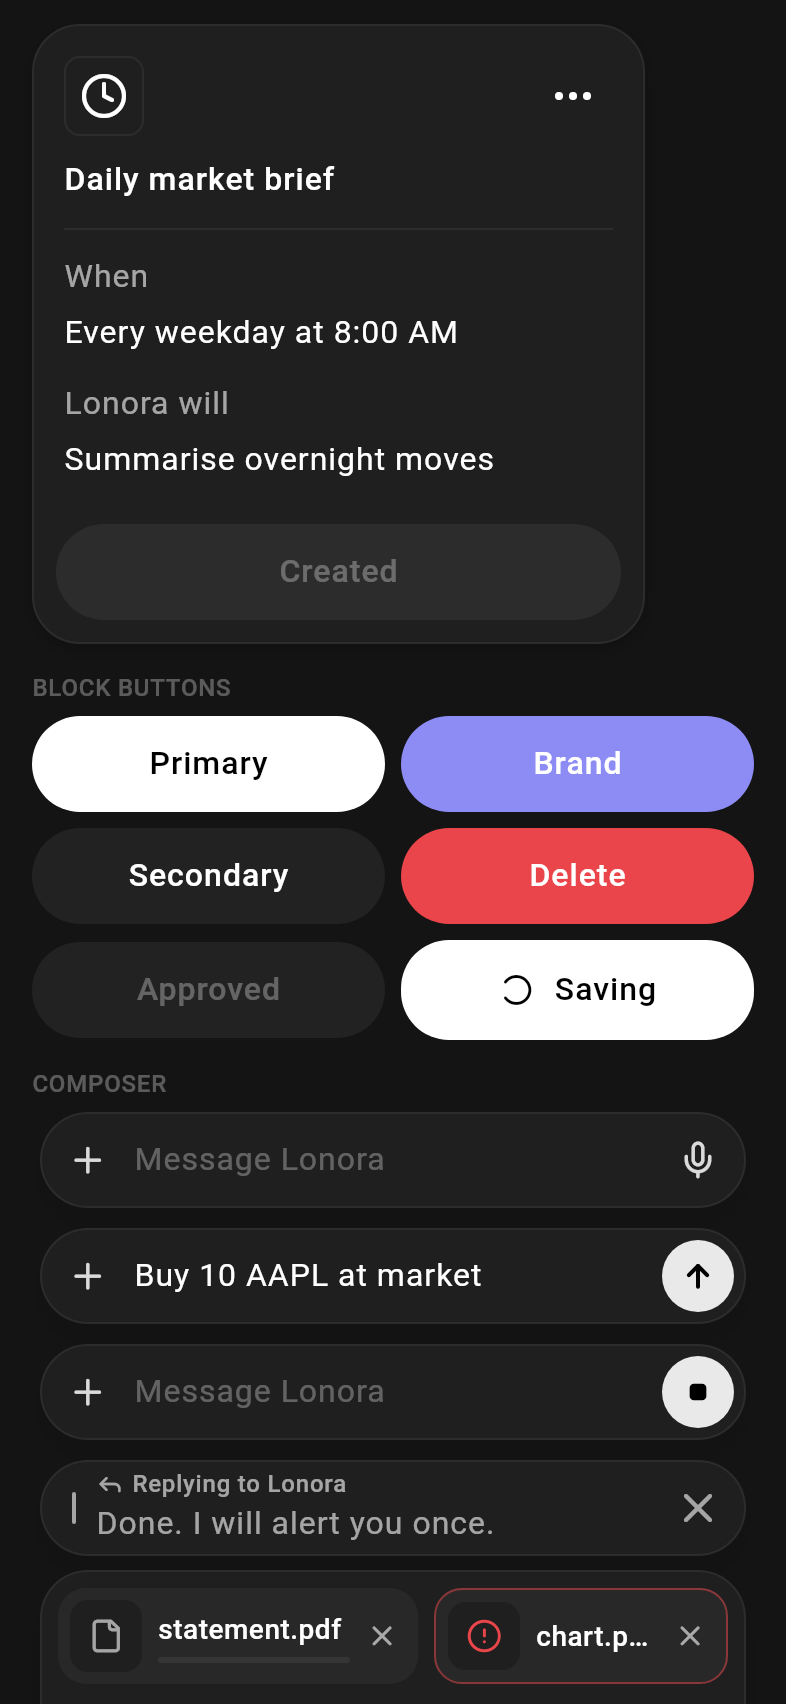 Daily market brief
When
Every weekday at 8:00 AM
Lonora will
Summarise overnight moves
Created
BLOCK BUTTONS
Primary
Brand
Secondary
Delete
Approved
Saving
COMPOSER
Message Lonora
Buy 10 AAPL at market
Message Lonora
Replying to Lonora
Done. I will alert you once.
statement.pdf
chart.p…